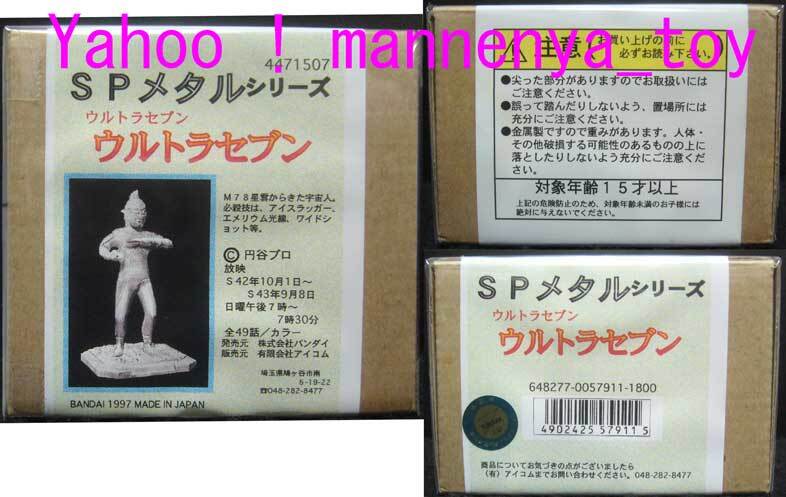 Yahoo ! mannenya_toy
4471507
SPメタルシリーズ
ウルトラセブン
ウルトラセブン
M78星雲からきた宇宙人。
必殺技は、アイスラッガー、
エメリウム光線、ワイドショット等。
Ⓒ 円谷プロ
放映
S42年10月1日〜
S43年9月8日
日曜午後7時〜
7時30分
全49話/カラー
発売元 株式会社バンダイ
販売元 有限会社アイコム
埼玉県鳩ヶ谷市南
6-19-22
☎048-282-8477
BANDAI 1997 MADE IN JAPAN
注意
お買い上げの前に
必ずお読み下さい。
●尖った部分がありますのでお取扱いには
ご注意ください。
●誤って踏んだりしないよう、置場所には
充分にご注意ください。
●金属製ですので重みがあります。人体・
その他破損する可能性のあるものの上に
落としたりしないよう充分にご注意ください。
対象年齢15才以上
上記の危険防止のため、対象年齢未満のお子様には
絶対に与えないでください。
SPメタルシリーズ
ウルトラセブン
ウルトラセブン
648277-0057911-1800
4902425 57911 5
商品についてお気づきの点がございましたら
(有)アイコムまでお問い合わせください。048-282-8477